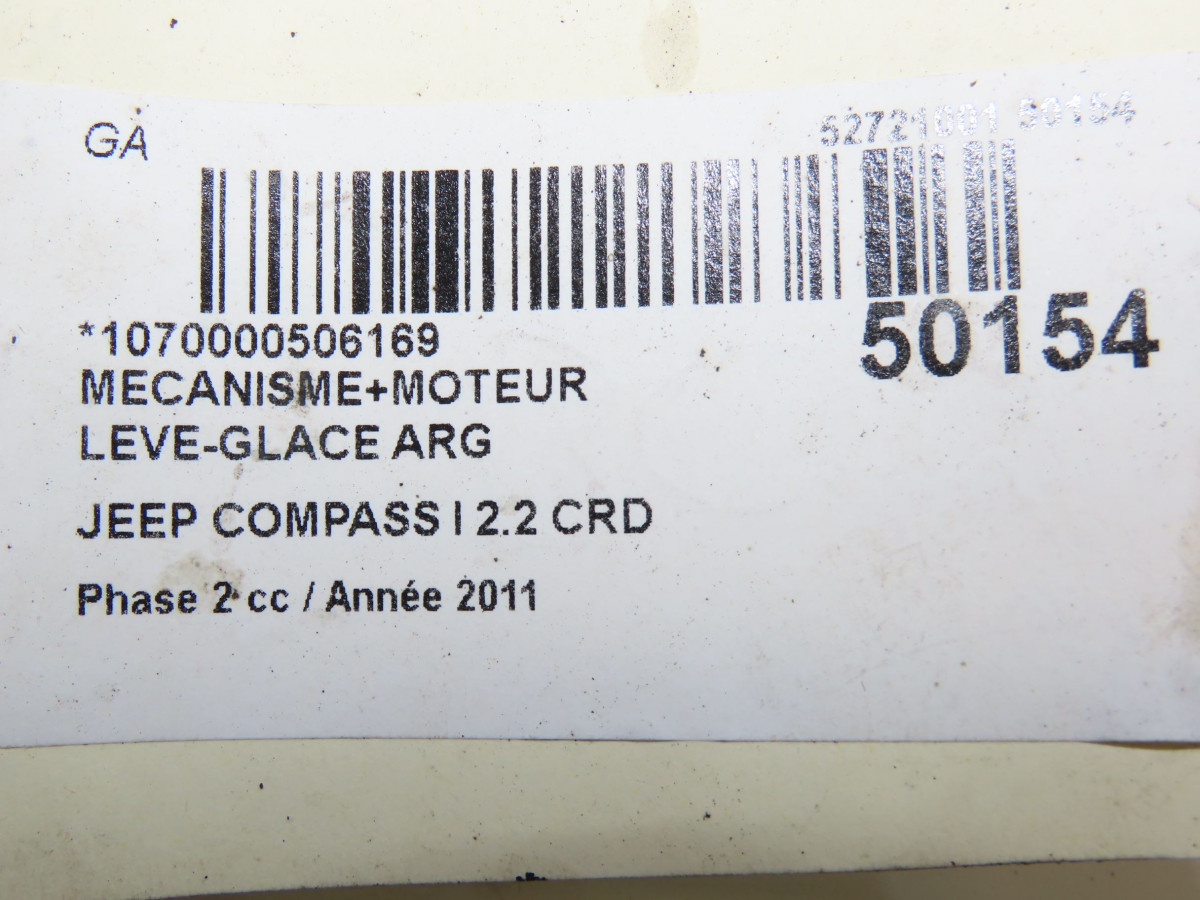 GA
52721001 50154
*1070000506169
50154
MECANISME+MOTEUR
LEVE-GLACE ARG
JEEP COMPASS I 2.2 CRD
Phase 2 cc / Année 2011